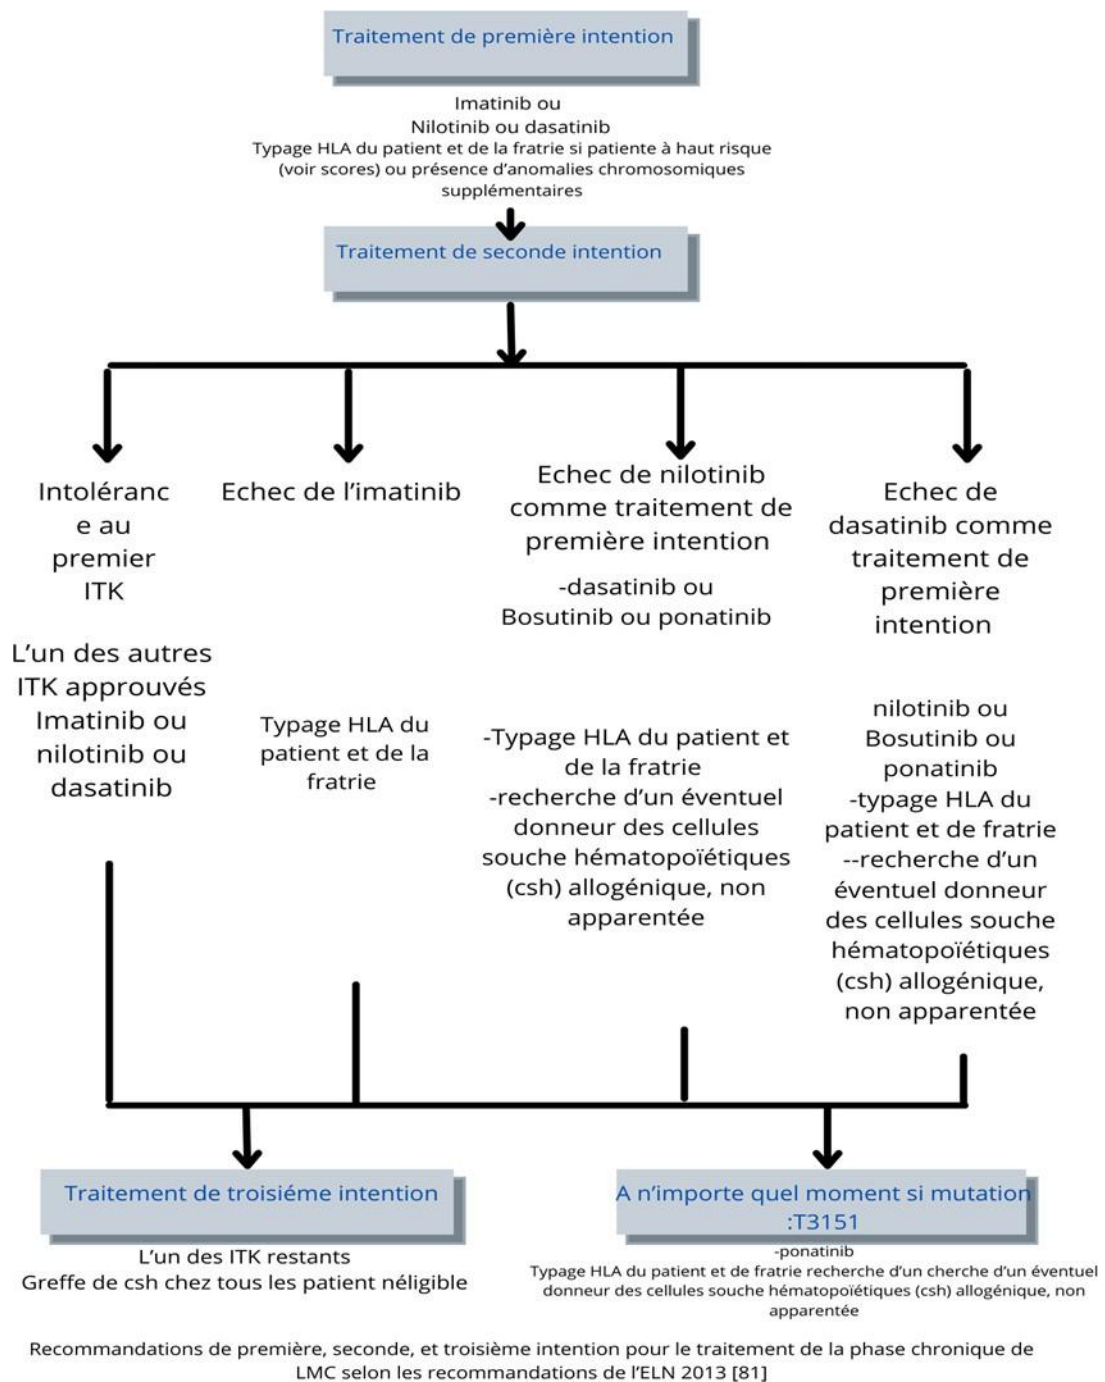 Traitement de première intention
Imatinib ou
Nilotinib ou dasatinib
Typage HLA du patient et de la fratrie si patiente à haut risque
(voir scores) ou présence d'anomalies chromosomiques
supplémentaires
Traitement de seconde intention
Intoléranc
e au
premier
ITK
L'un des autres
ITK approuvés
Imatinib ou
nilotinib ou
dasatinib
Echec de l'imatinib
Typage HLA du
patient et de la
fratrie
Echec de nilotinib
comme traitement de
première intention
-dasatinib ou
Bosutinib ou ponatinib
-Typage HLA du patient et
de la fratrie
-recherche d'un éventuel
donneur des cellules
souche hématopoïétiques
(csh) allogénique, non
apparentée
Echec de
dasatinib comme
traitement de
première
intention
nilotinib ou
Bosutinib ou
ponatinib
-typage HLA du
patient et de fratrie
--recherche d'un
éventuel donneur
des cellules souche
hématopoïétiques
(csh) allogénique,
non apparentée
Traitement de troisiéme intention
L'un des ITK restants
Greffe de csh chez tous les patient néligible
A n'importe quel moment si mutation
:T3151
-ponatinib
Typage HLA du patient et de fratrie recherche d'un cherche d'un éventuel
donneur des cellules souche hématopoïétiques (csh) allogénique, non
apparentée
Recommandations de première, seconde, et troisième intention pour le traitement de la phase chronique de
LMC selon les recommandations de l'ELN 2013 [81]